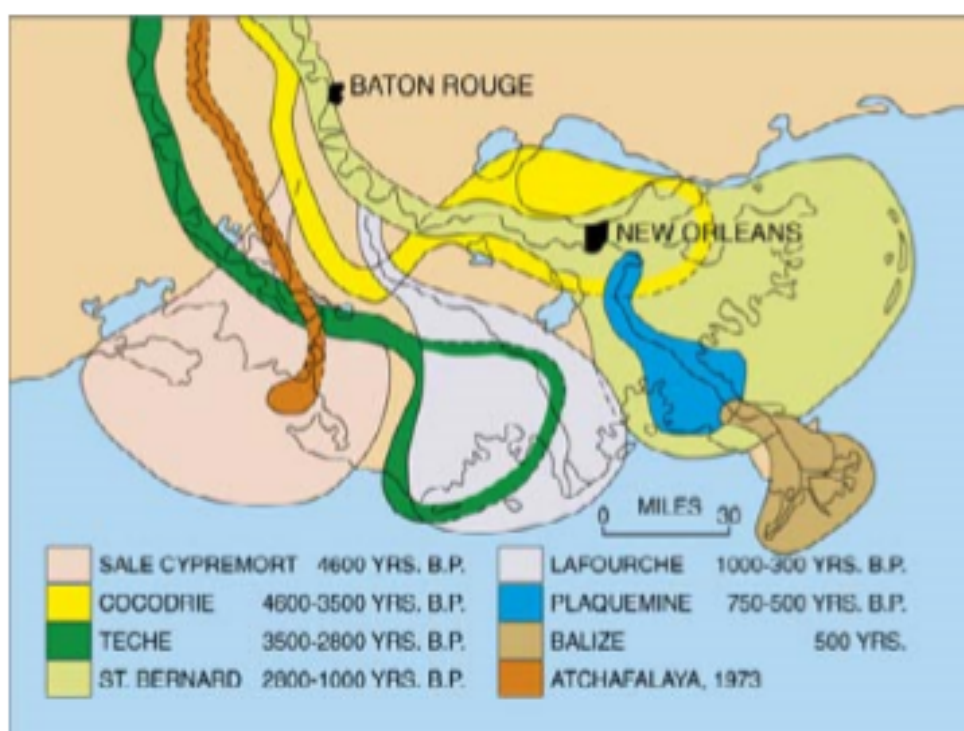 BATON ROUGE
NEW ORLEANS
MILES
0 30
SALE CYPREMORT 4600 YRS. B.P.
COCODRIE 4600-3500 YRS. B.P.
TECHE 3500-2800 YRS. B.P.
ST. BERNARD 2800-1000 YRS. B.P.
LAFOURCHE 1000-300 YRS. B.P.
PLAQUEMINE 750-500 YRS. B.P.
BALIZE 500 YRS.
ATCHAFALAYA, 1973